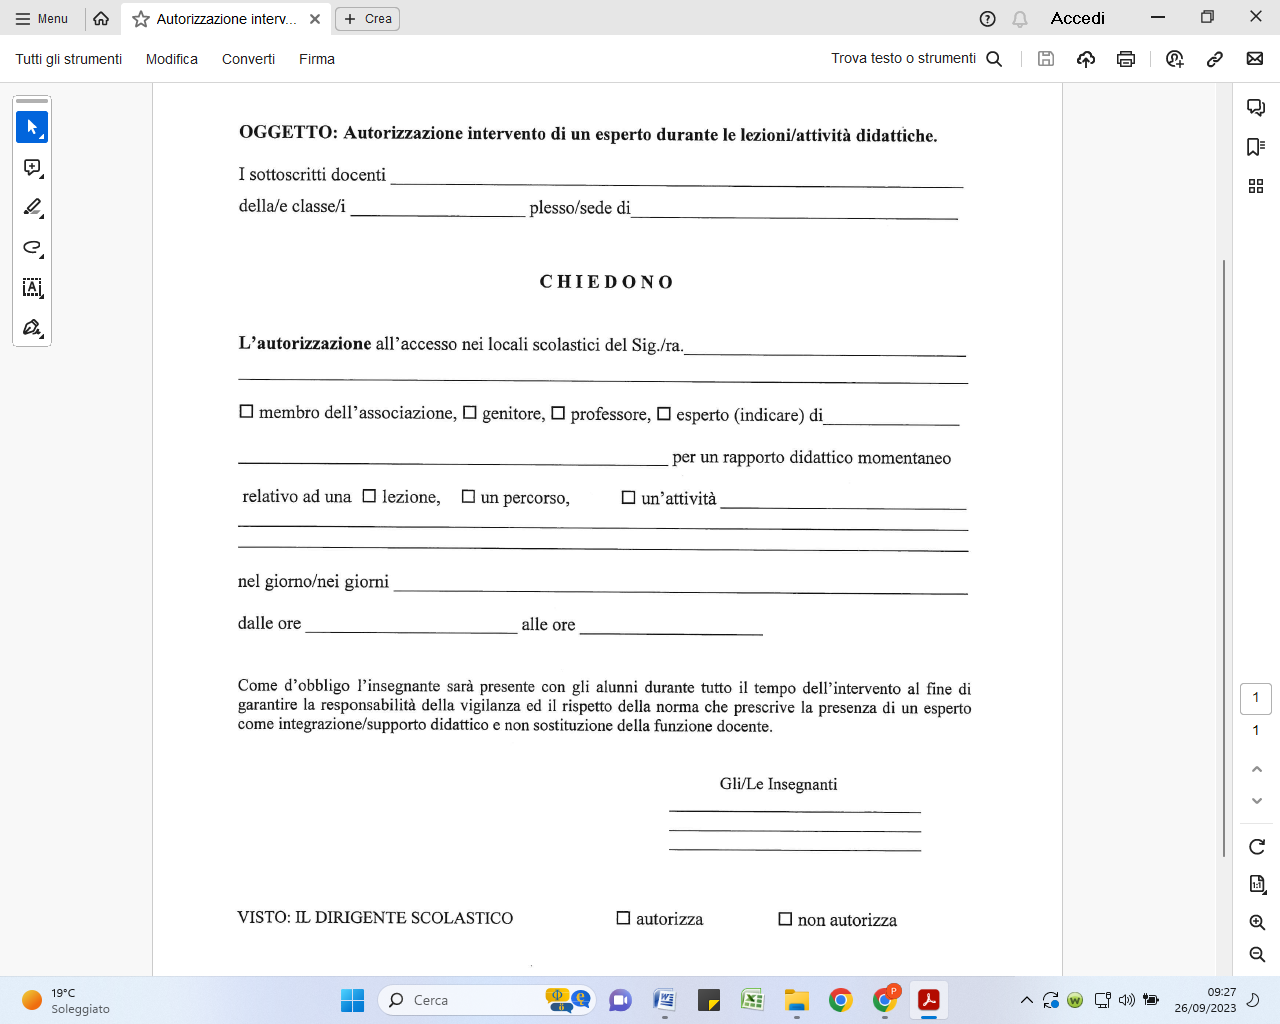 Menu
Autorizzazione interv...
Crea
Accedi
Tutti gli strumenti
Modifica
Converti
Firma
Trova testo o strumenti
OGGETTO: Autorizzazione intervento di un esperto durante le lezioni/attività didattiche.
I sottoscritti docenti
della/e classe/i plesso/sede di
CHIEDONO
L'autorizzazione all'accesso nei locali scolastici del Sig./ra.
membro dell'associazione, genitore, professore, esperto (indicare) di
per un rapporto didattico momentaneo
relativo ad una lezione, un percorso, un'attività
nel giorno/nei giorni
dalle ore alle ore
Come d'obbligo l'insegnante sarà presente con gli alunni durante tutto il tempo dell'intervento al fine di
garantire la responsabilità della vigilanza ed il rispetto della norma che prescrive la presenza di un esperto
come integrazione/supporto didattico e non sostituzione della funzione docente.
Gli/Le Insegnanti
VISTO: IL DIRIGENTE SCOLASTICO autorizza non autorizza
1
1
19°C
Soleggiato
Cerca
09:27
26/09/2023